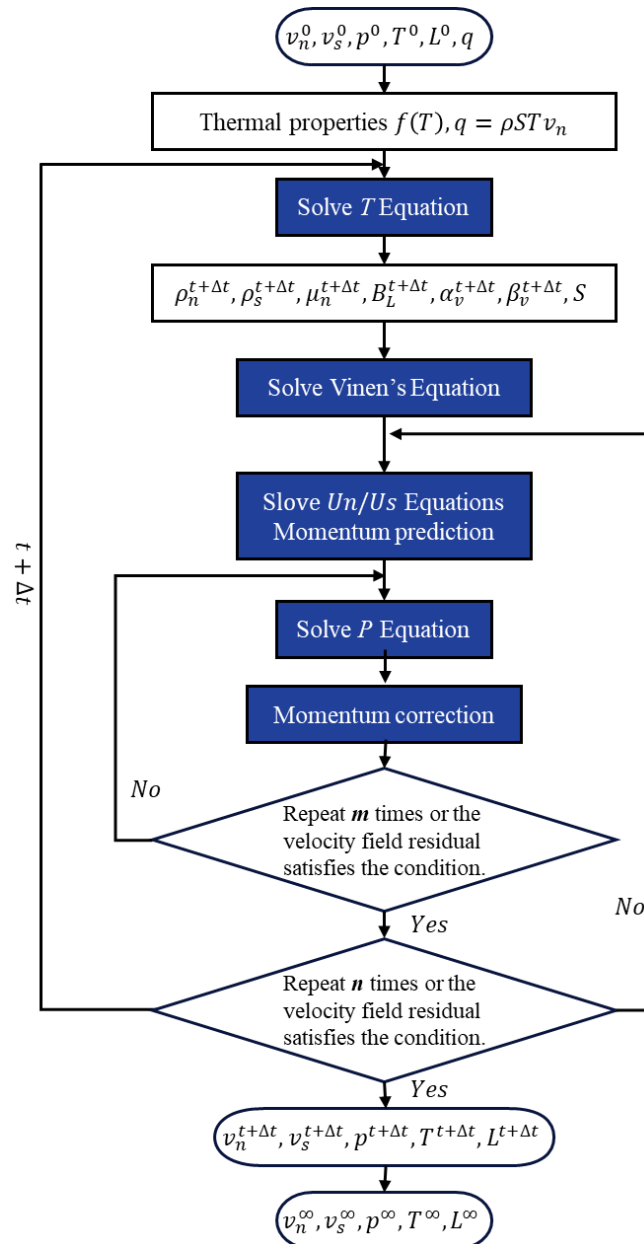 v_n^0, v_s^0, p^0, T^0, L^0, q
Thermal properties f(T), q = ρSTv_n
Solve T Equation
ρ_n^{t+Δt}, ρ_s^{t+Δt}, μ_n^{t+Δt}, B_L^{t+Δt}, α_v^{t+Δt}, β_v^{t+Δt}, S
Solve Vinen's Equation
Slove Un/Us Equations
Momentum prediction
t + Δt
Solve P Equation
Momentum correction
No
Repeat m times or the
velocity field residual
satisfies the condition.
Yes
No
Repeat n times or the
velocity field residual
satisfies the condition.
Yes
v_n^{t+Δt}, v_s^{t+Δt}, p^{t+Δt}, T^{t+Δt}, L^{t+Δt}
v_n^∞, v_s^∞, p^∞, T^∞, L^∞